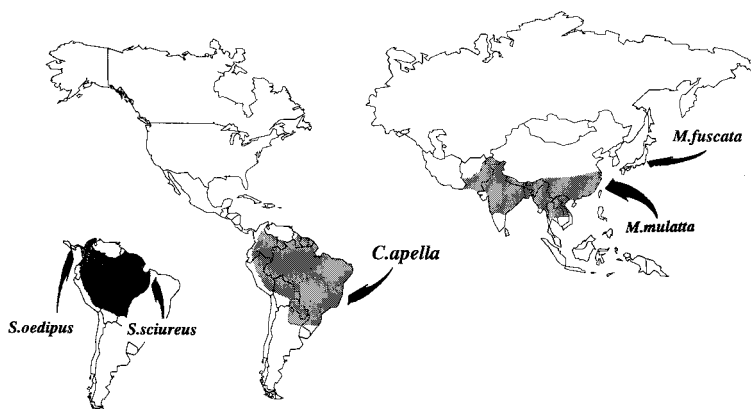 M.fuscata
M.mulatta
C.apella
S.oedipus
S.sciureus